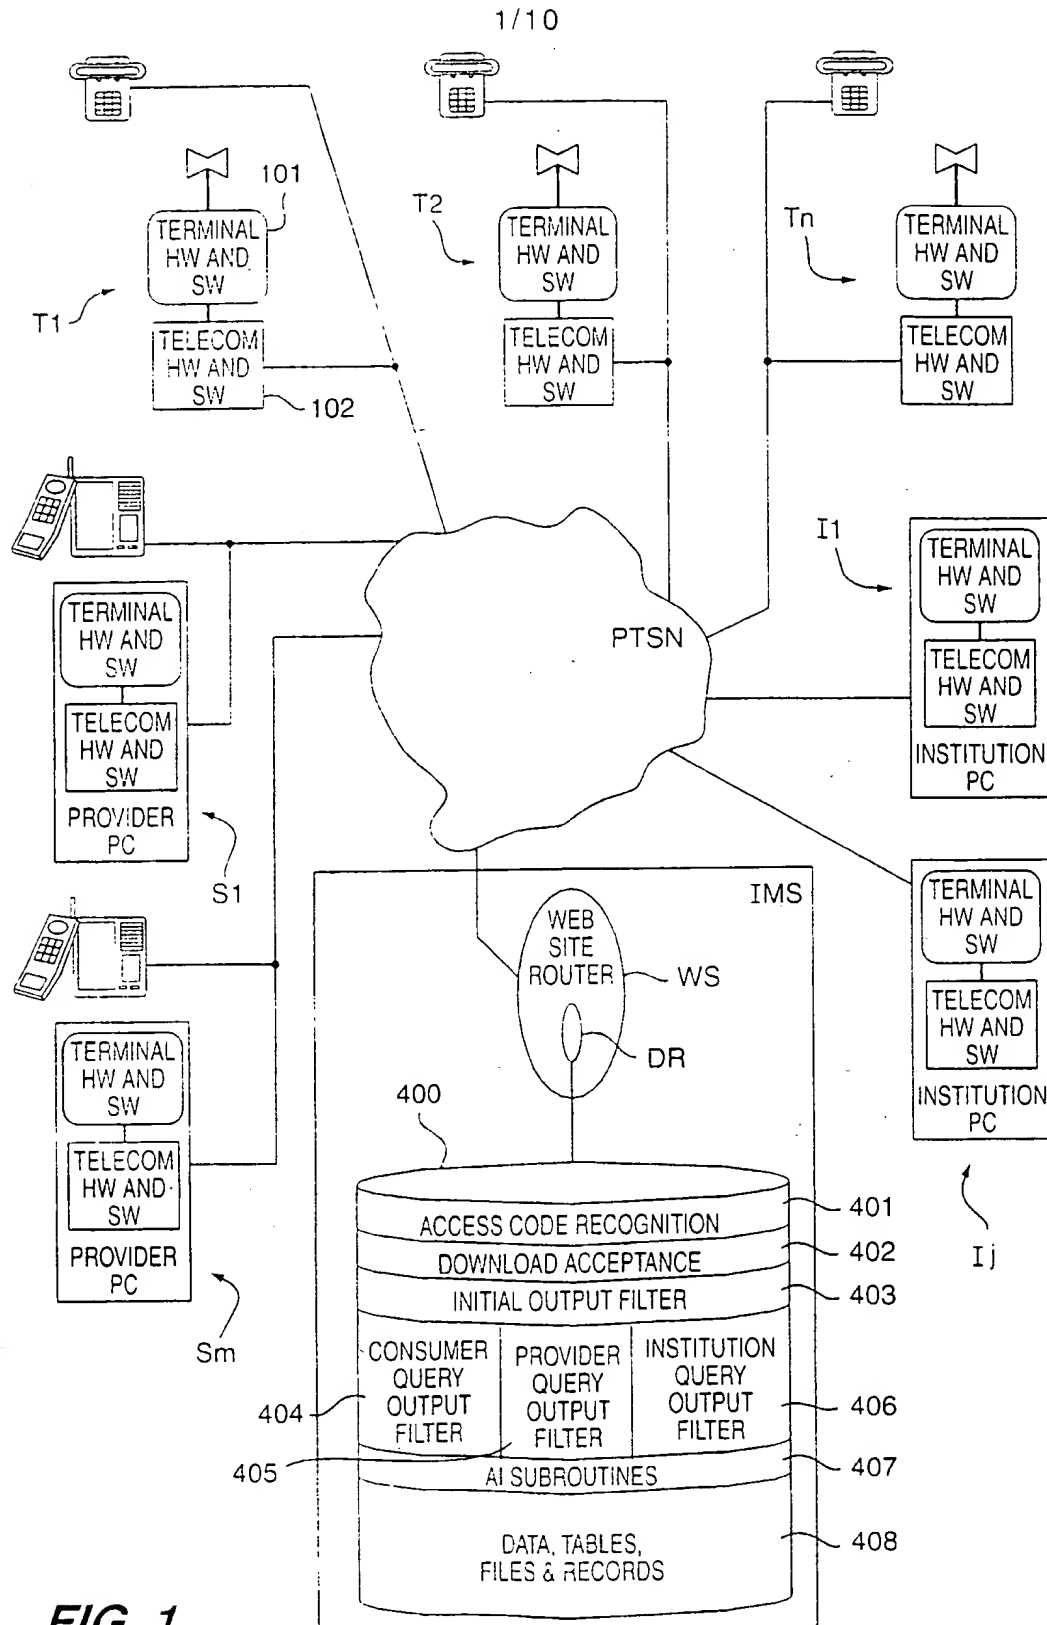 1/10
101
TERMINAL
HW AND
SW
T1
TELECOM
HW AND
SW
102
T2
TERMINAL
HW AND
SW
TELECOM
HW AND
SW
Tn
TERMINAL
HW AND
SW
TELECOM
HW AND
SW
TERMINAL
HW AND
SW
TELECOM
HW AND
SW
PROVIDER
PC
S1
PTSN
I1
TERMINAL
HW AND
SW
TELECOM
HW AND
SW
INSTITUTION
PC
TERMINAL
HW AND
SW
TELECOM
HW AND
SW
INSTITUTION
PC
Ij
TERMINAL
HW AND
SW
TELECOM
HW AND
SW
PROVIDER
PC
Sm
IMS
WEB
SITE
ROUTER
WS
DR
400
ACCESS CODE RECOGNITION
401
DOWNLOAD ACCEPTANCE
402
INITIAL OUTPUT FILTER
403
CONSUMER
QUERY
OUTPUT
FILTER
404
PROVIDER
QUERY
OUTPUT
FILTER
405
INSTITUTION
QUERY
OUTPUT
FILTER
406
AI SUBROUTINES
407
DATA, TABLES,
FILES & RECORDS
408
FIG. 1